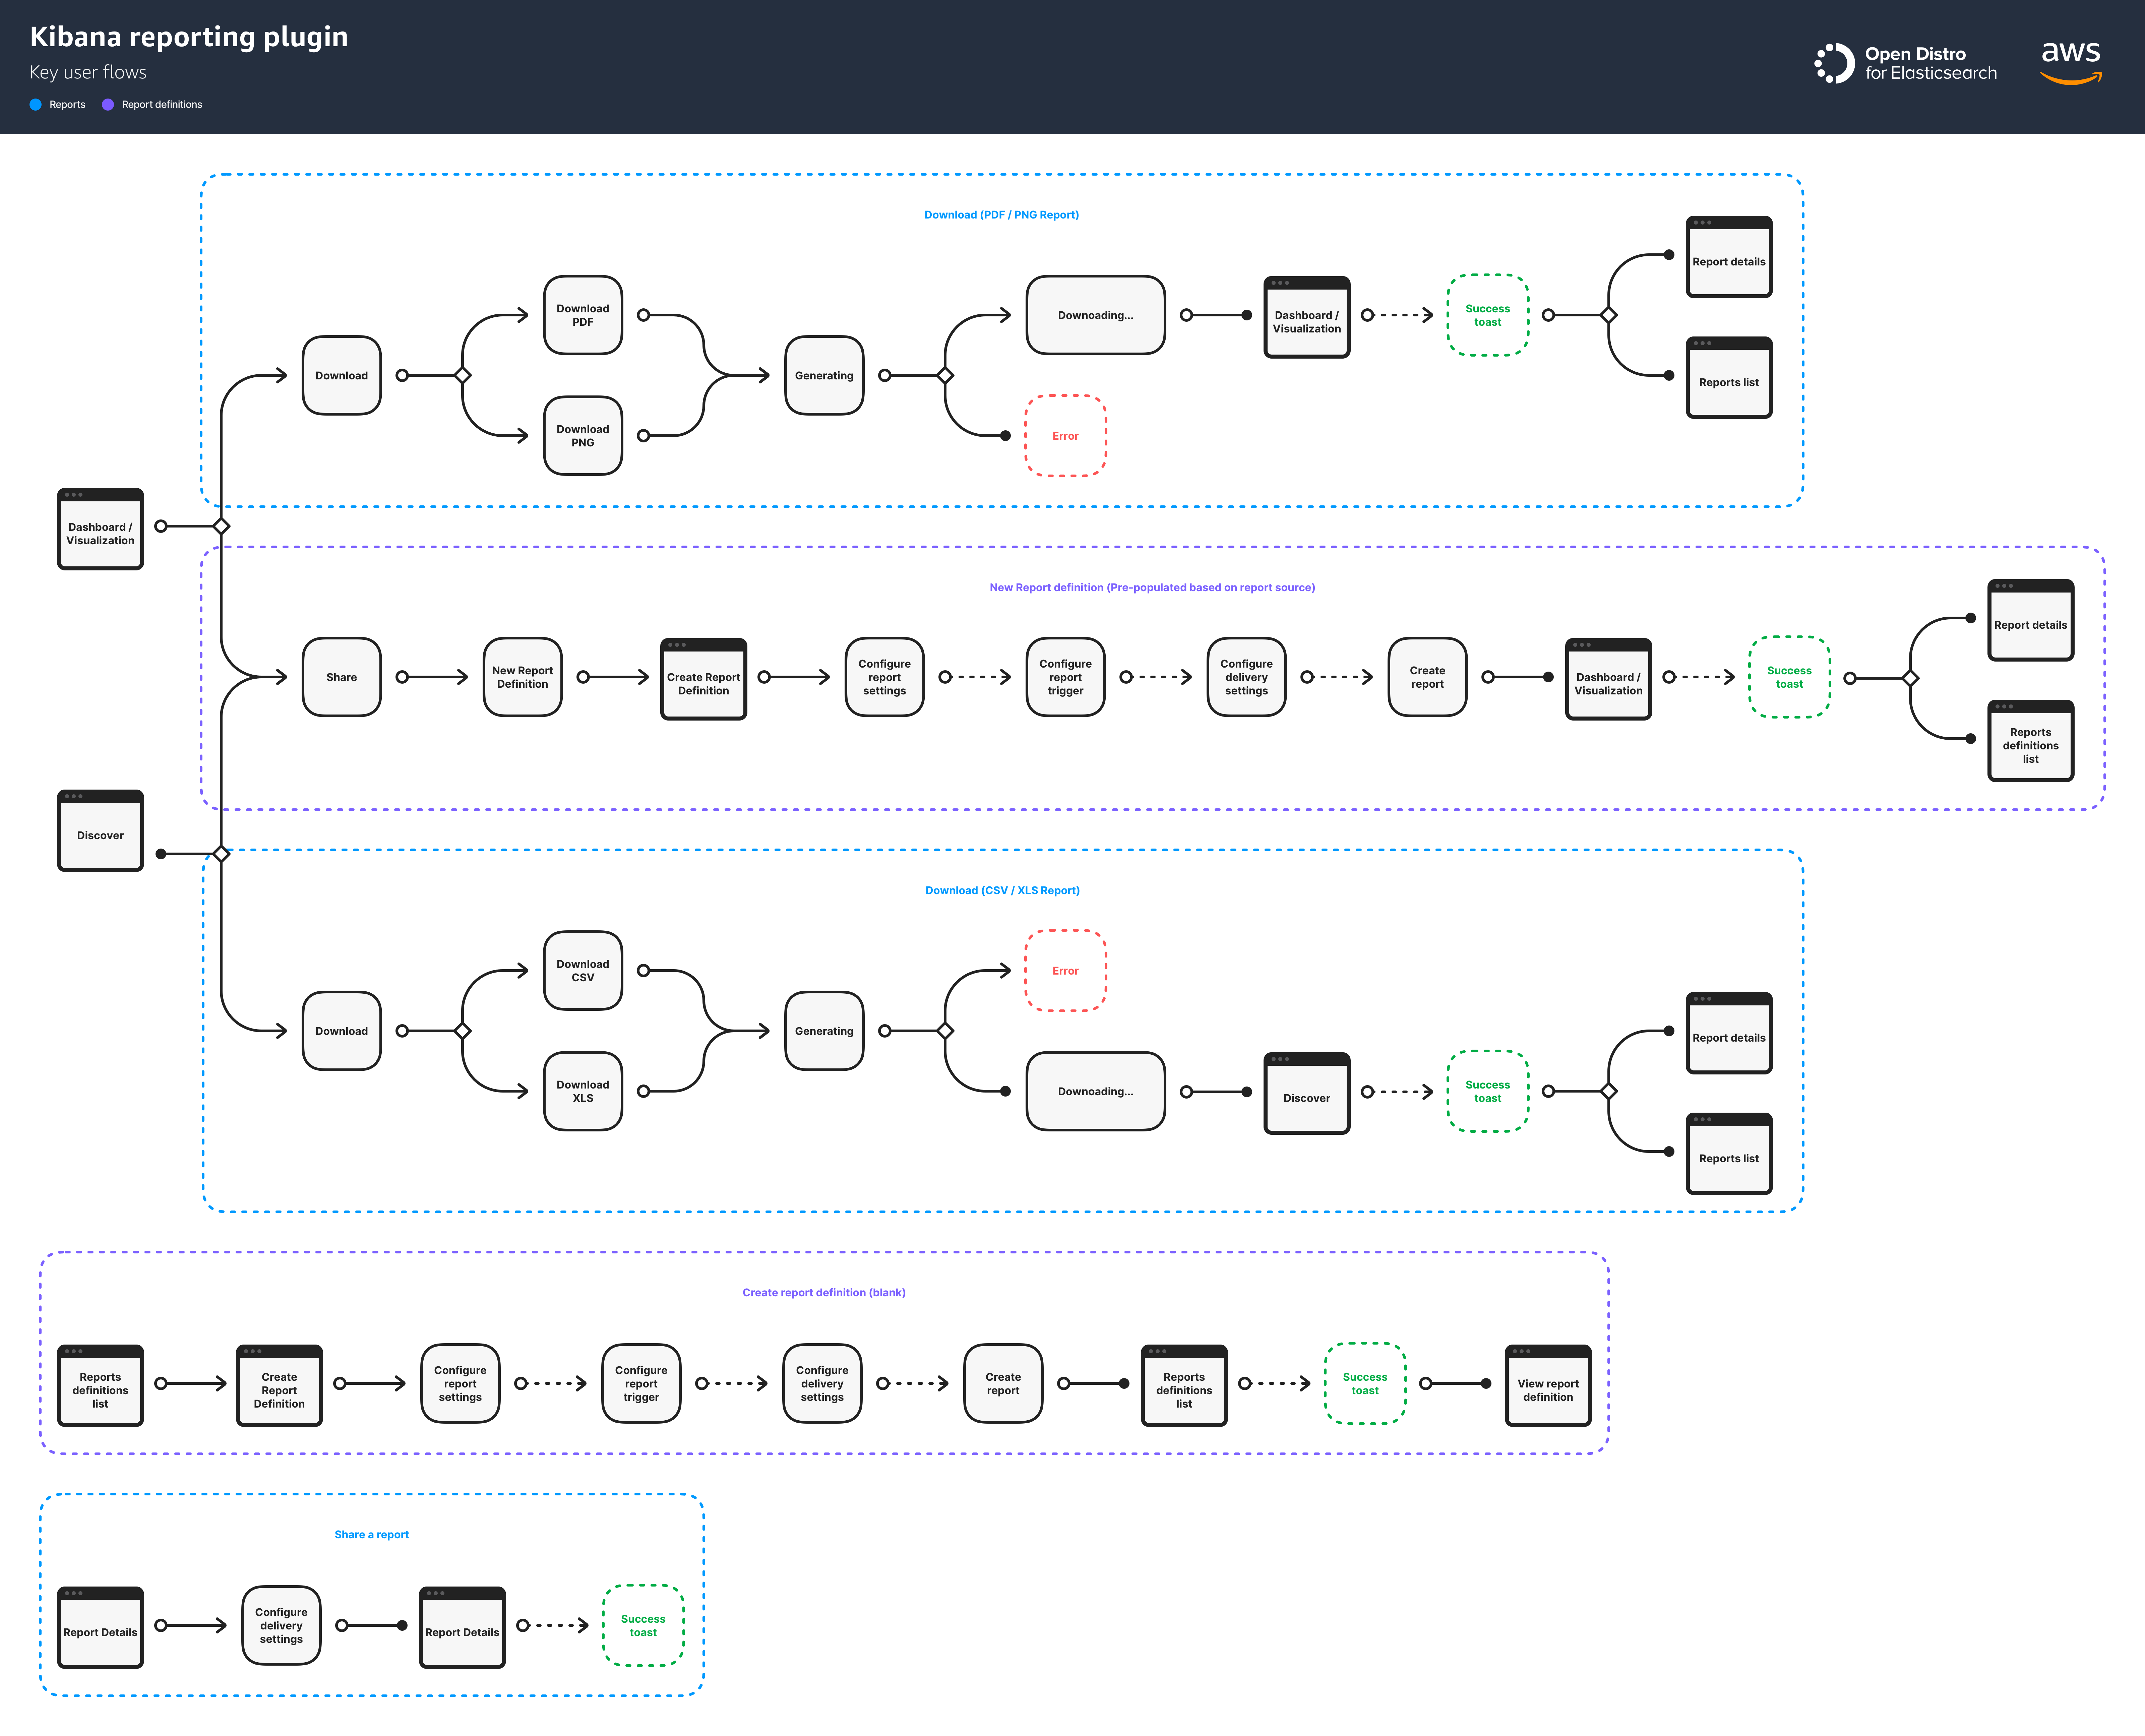 Kibana reporting plugin
Key user flows
Reports
Report definitions
Open Distro
for Elasticsearch
aws
Download (PDF / PNG Report)
Download
Download
PDF
Download
PNG
Generating
Downoading...
Error
Dashboard /
Visualization
Success
toast
Report details
Reports list
Dashboard /
Visualization
New Report definition (Pre-populated based on report source)
Share
New Report
Definition
Create Report
Definition
Configure
report
settings
Configure
report
trigger
Configure
delivery
settings
Create
report
Dashboard /
Visualization
Success
toast
Report details
Reports
definitions
list
Discover
Download (CSV / XLS Report)
Download
Download
CSV
Download
XLS
Generating
Error
Downoading...
Discover
Success
toast
Report details
Reports list
Create report definition (blank)
Reports
definitions
list
Create
Report
Definition
Configure
report
settings
Configure
report
trigger
Configure
delivery
settings
Create
report
Reports
definitions
list
Success
toast
View report
definition
Share a report
Report Details
Configure
delivery
settings
Report Details
Success
toast